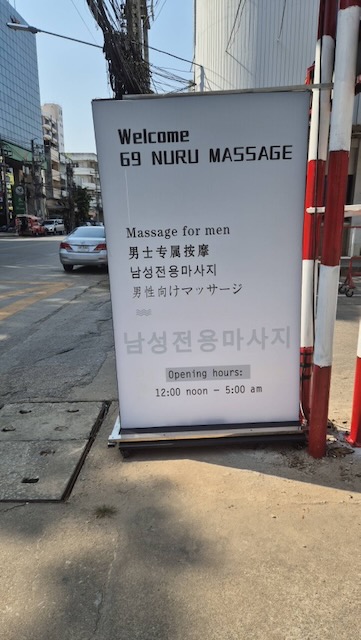 Welcome
69 NURU MASSAGE
Massage for men
男士专属按摩
남성전용마사지
男性向けマッサージ
남성전용마사지
Opening hours:
12:00 noon - 5:00 am